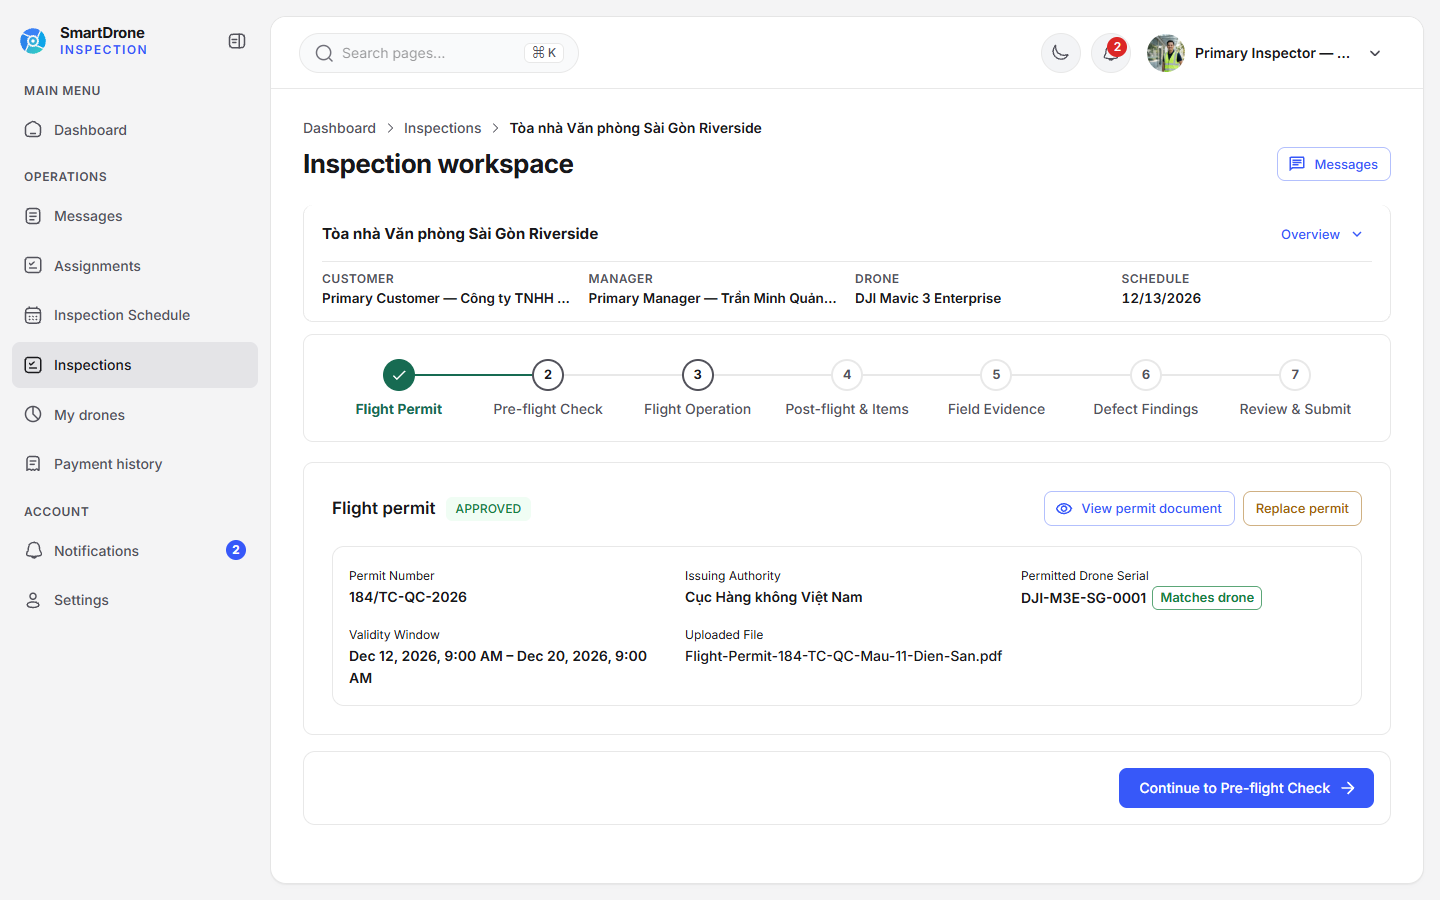 SmartDrone
INSPECTION
MAIN MENU
Dashboard
OPERATIONS
Messages
Assignments
Inspection Schedule
Inspections
My drones
Payment history
ACCOUNT
Notifications
2
Settings
Search pages...
⌘ K
2
Primary Inspector — ...
Dashboard > Inspections > Tòa nhà Văn phòng Sài Gòn Riverside
Inspection workspace
Messages
Tòa nhà Văn phòng Sài Gòn Riverside
Overview
CUSTOMER
Primary Customer — Công ty TNHH ...
MANAGER
Primary Manager — Trần Minh Quản...
DRONE
DJI Mavic 3 Enterprise
SCHEDULE
12/13/2026
Flight Permit
2
Pre-flight Check
3
Flight Operation
4
Post-flight & Items
5
Field Evidence
6
Defect Findings
7
Review & Submit
Flight permit
APPROVED
View permit document
Replace permit
Permit Number
184/TC-QC-2026
Issuing Authority
Cục Hàng không Việt Nam
Permitted Drone Serial
DJI-M3E-SG-0001 Matches drone
Validity Window
Dec 12, 2026, 9:00 AM – Dec 20, 2026, 9:00
AM
Uploaded File
Flight-Permit-184-TC-QC-Mau-11-Dien-San.pdf
Continue to Pre-flight Check